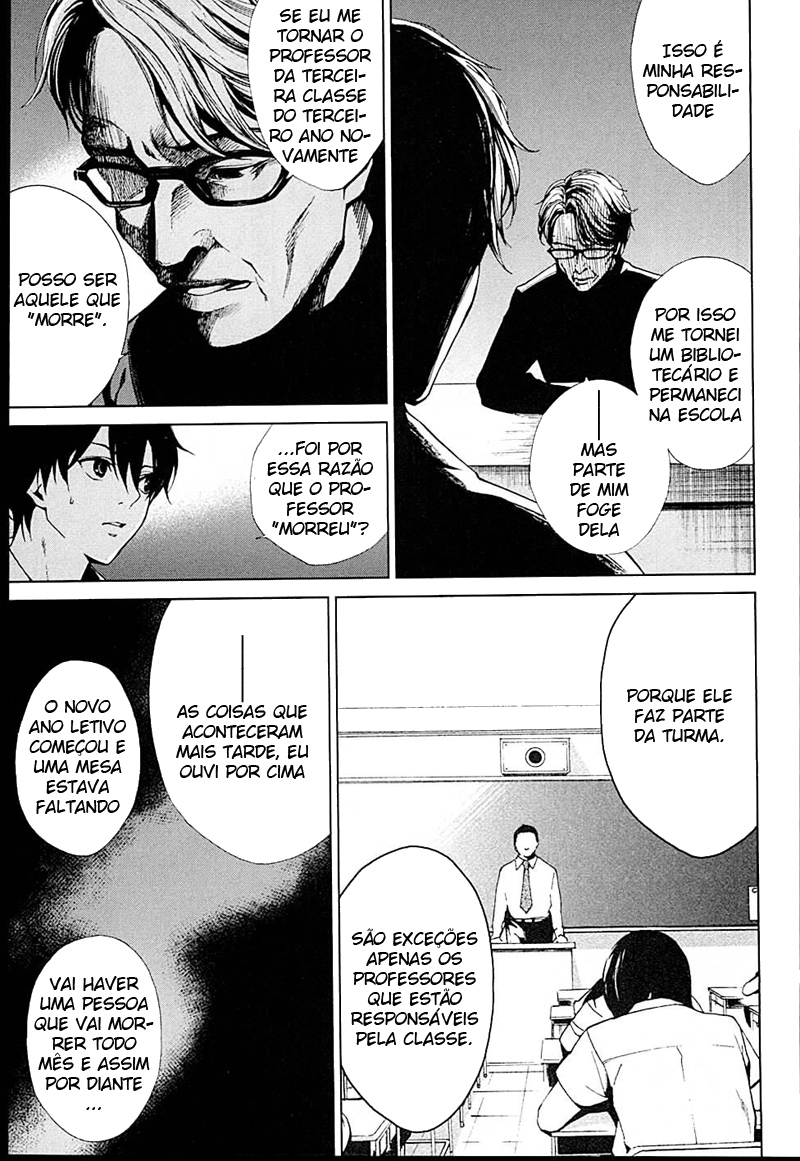 ISSO É
MINHA RES-
PONSABILI-
DADE
POR ISSO
ME TORNEI
UM BIBLIO-
TECÁRIO E
PERMANECI
NA ESCOLA
MAS
PARTE
DE MIM
FOGE
DELA
SE EU ME
TORNAR O
PROFESSOR
DA TERCEI-
RA CLASSE
DO TERCEI-
RO ANO NO-
VAMENTE
POSSO SER
AQUELE QUE
"MORRE".
...FOI POR
ESSA RAZÃO
QUE O PRO-
FESSOR
"MORREU"?
PORQUE ELE
FAZ PARTE
DA TURMA.
SÃO EXCEÇÕES
APENAS OS
PROFESSORES
QUE ESTÃO
RESPONSÁVEIS
PELA CLASSE.
AS COISAS QUE
ACONTECERAM
MAIS TARDE, EU
OUVI POR CIMA
O NOVO
ANO LETIVO
COMEÇOU E
UMA MESA
ESTAVA
FALTANDO
VAI HAVER
UMA PESSOA
QUE VAI MOR-
RER TODO
MÊS E ASSIM
POR DIANTE
...